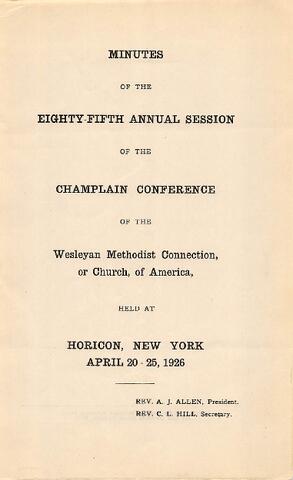 MINUTES
OF THE
EIGHTY-FIFTH ANNUAL SESSION
OF THE
CHAMPLAIN CONFERENCE
OF THE
Wesleyan Methodist Connection,
or Church, of America,
HELD AT
HORICON, NEW YORK
APRIL 20 - 25, 1926
REV. A. J. ALLEN, President.
REV. C. L. HILL, Secretary.